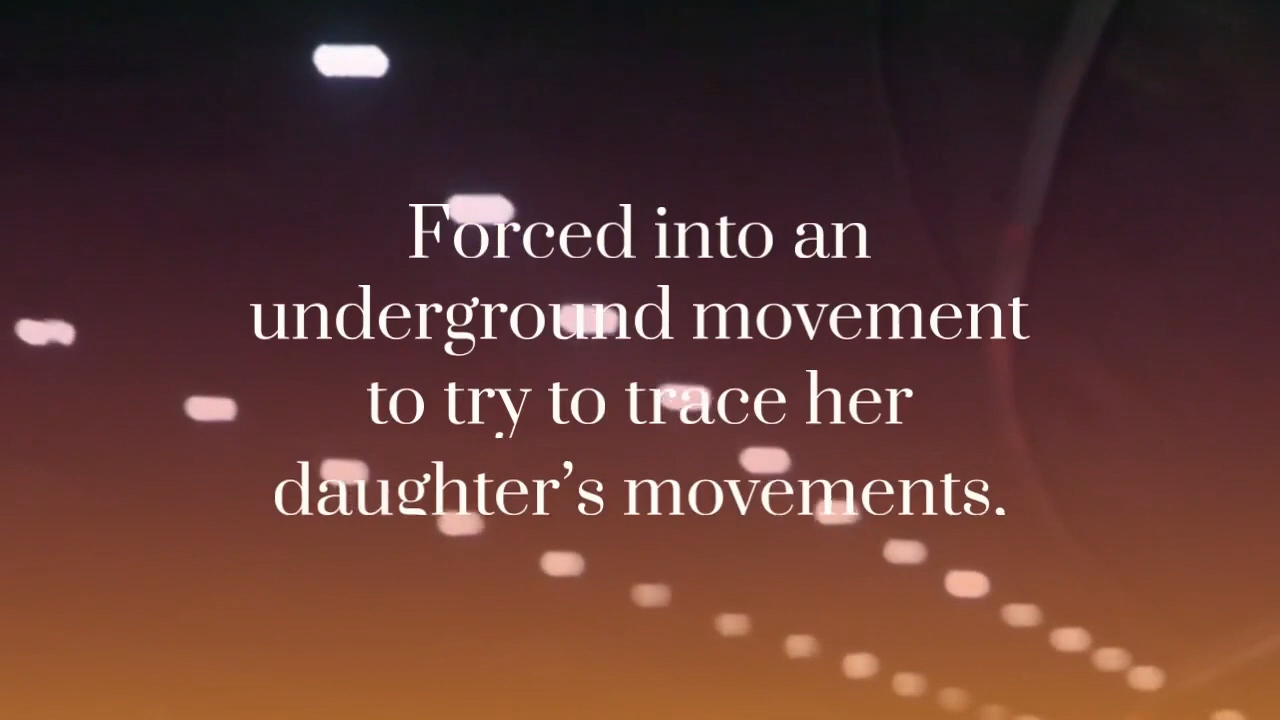 Forced into an
underground movement
to try to trace her
daughter’s movements.